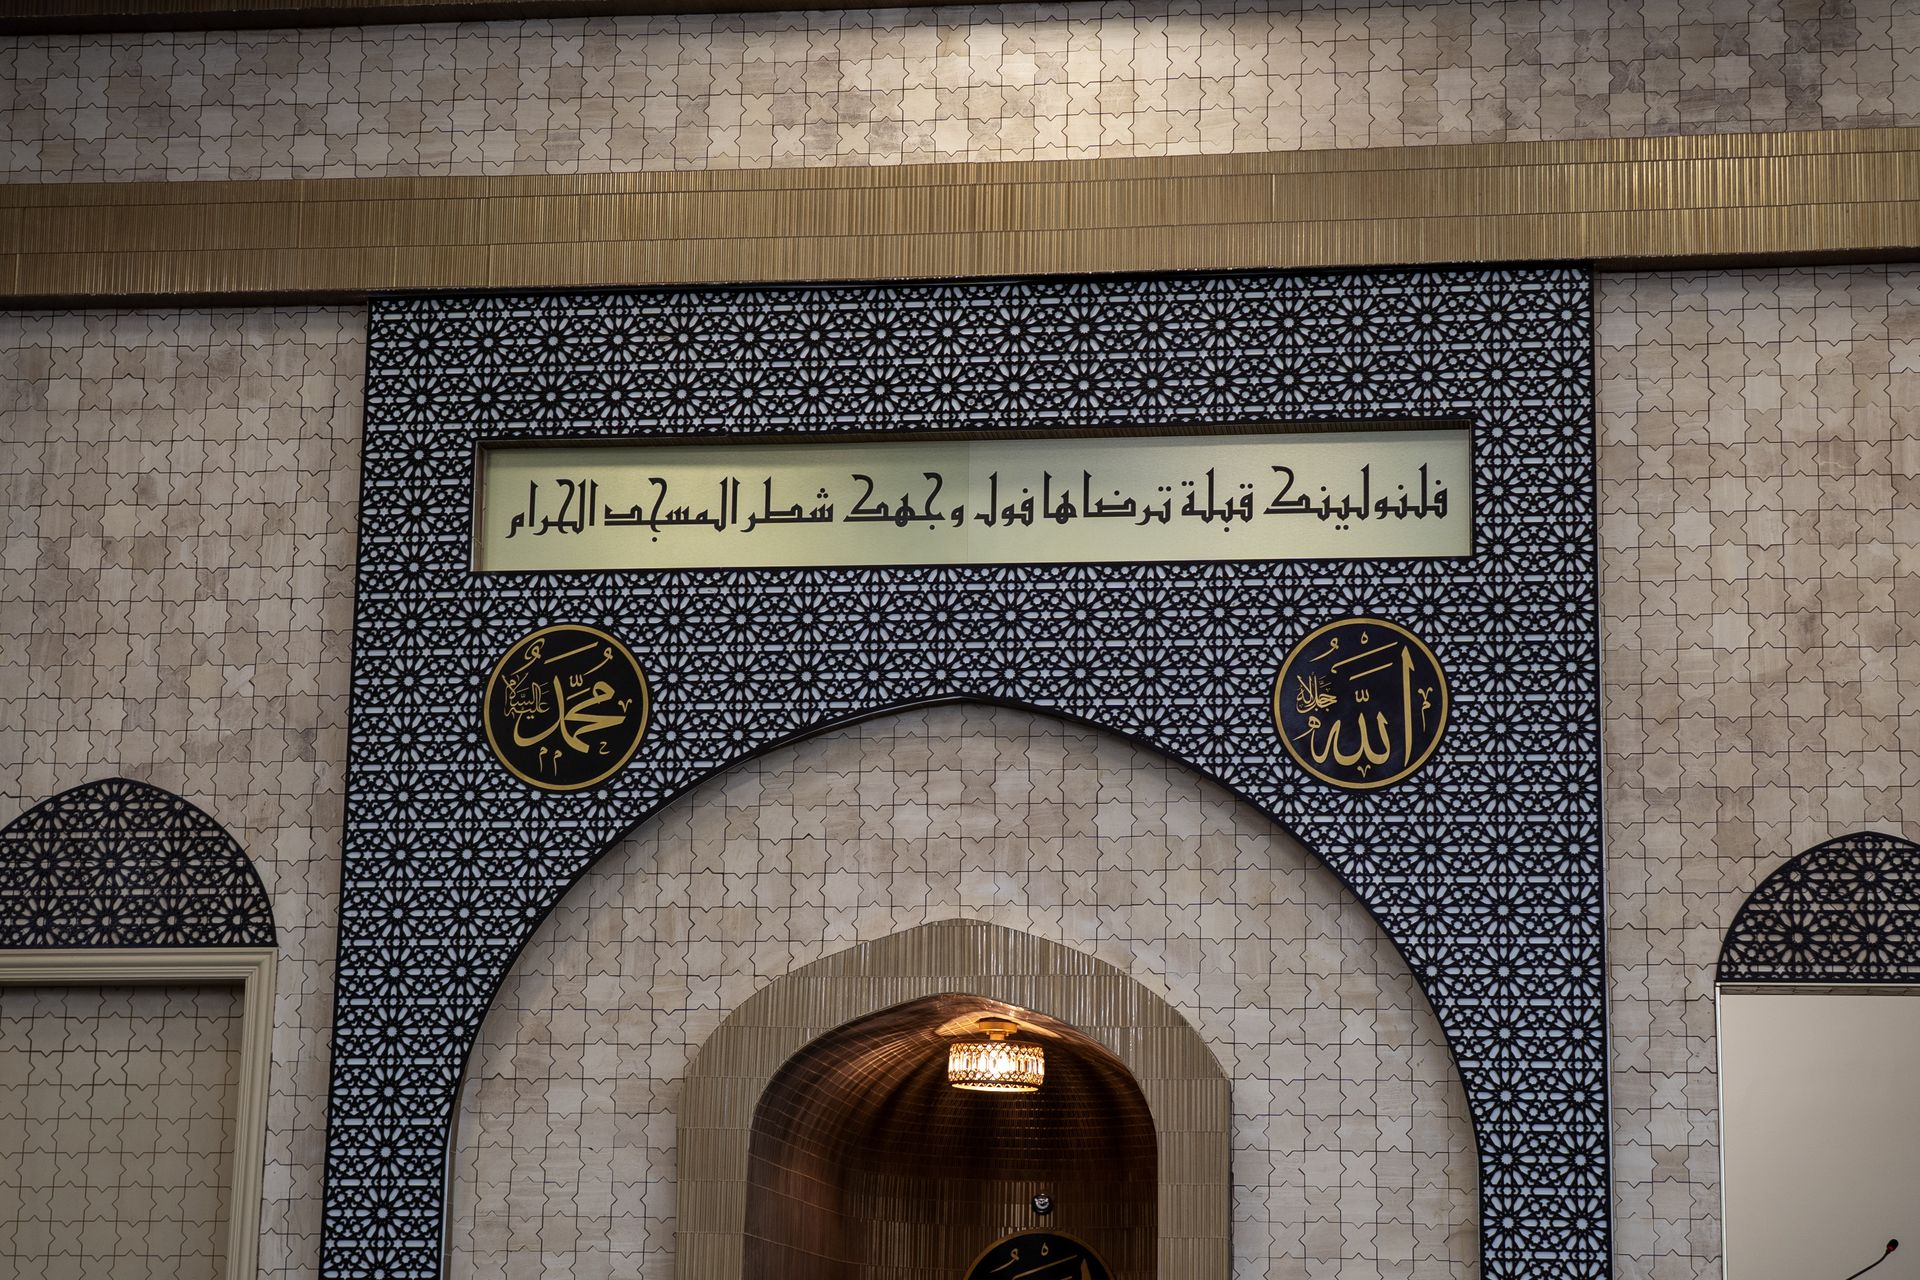 فلنولينك قبلة ترضاها فول وجهك شطر المسجد الحرام
الله جل جلاله
محمد عليه السلام